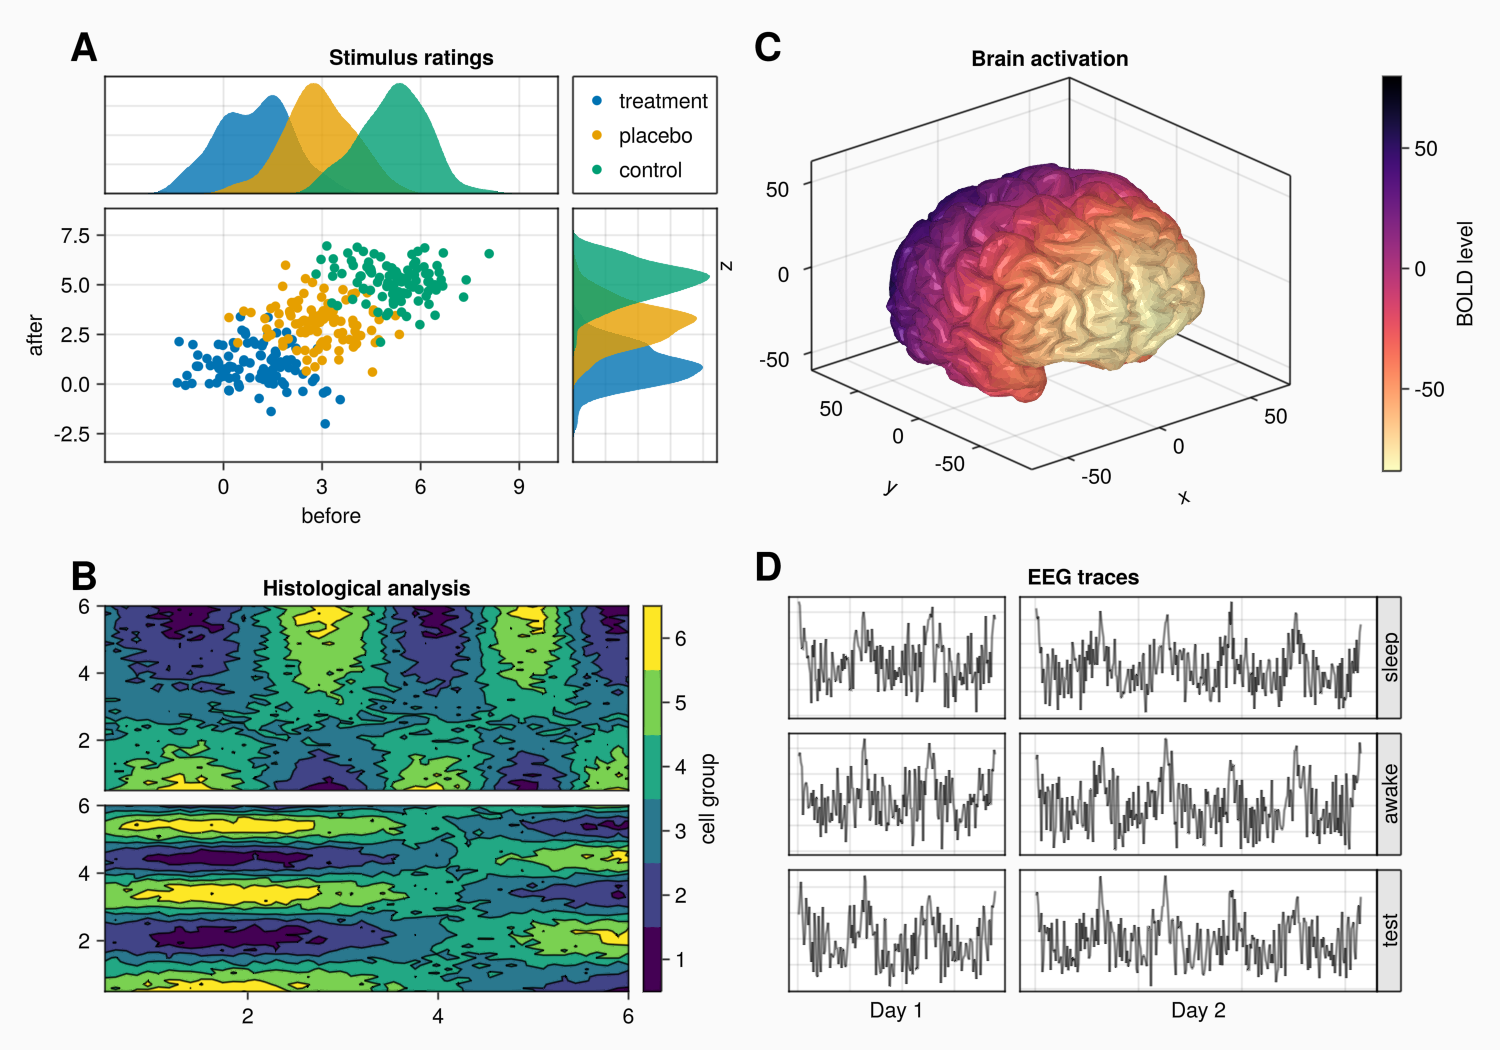 A
Stimulus ratings
treatment
placebo
control
after
7.5
5.0
2.5
0.0
-2.5
0
3
6
9
before
z
C
Brain activation
50
0
-50
50
0
-50
y
-50
0
50
x
50
0
-50
BOLD level
B
Histological analysis
6
4
2
6
4
2
2
4
6
6
5
4
3
2
1
cell group
D
EEG traces
sleep
awake
test
Day 1
Day 2